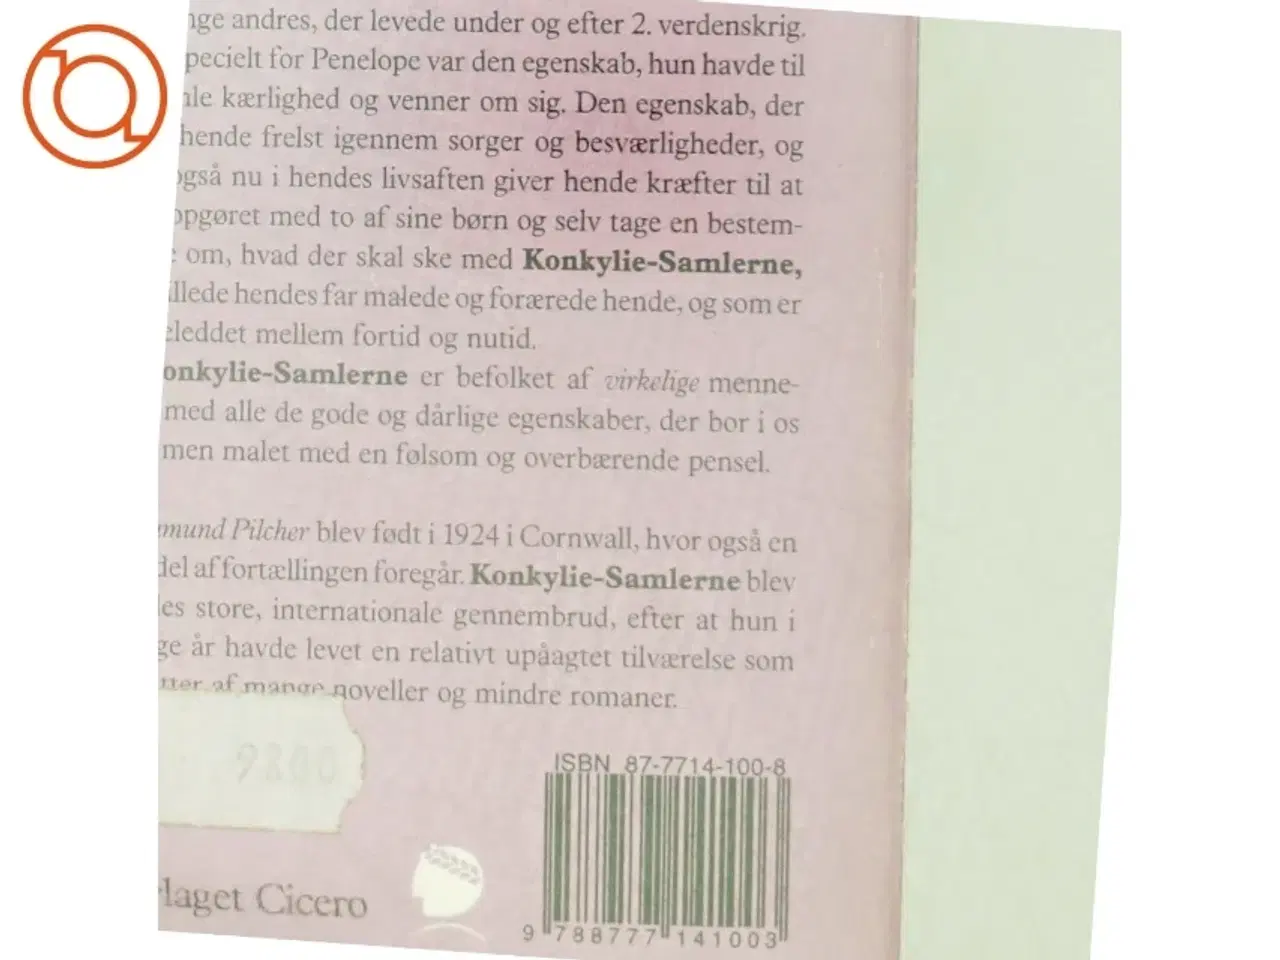 nge andres, der levede under og efter 2. verdenskrig.
pecielt for Penelope var den egenskab, hun havde til
le kærlighed og venner om sig. Den egenskab, der
hende frelst igennem sorger og besværligheder, og
også nu i hendes livsaften giver hende kræfter til at
opgøret med to af sine børn og selv tage en bestem-
om, hvad der skal ske med Konkylie-Samlerne,
illede hendes far malede og forærede hende, og som er
eleddet mellem fortid og nutid.
onkylie-Samlerne er befolket af virkelige menne-
med alle de gode og dårlige egenskaber, der bor i os
men malet med en følsom og overbærende pensel.
mund Pilcher blev født i 1924 i Cornwall, hvor også en
del af fortællingen foregår. Konkylie-Samlerne blev
es store, internationale gennembrud, efter at hun i
ge år havde levet en relativt upåagtet tilværelse som
tter af mange noveller og mindre romaner.
ISBN 87-7714-100-8
laget Cicero
9 788777 141003